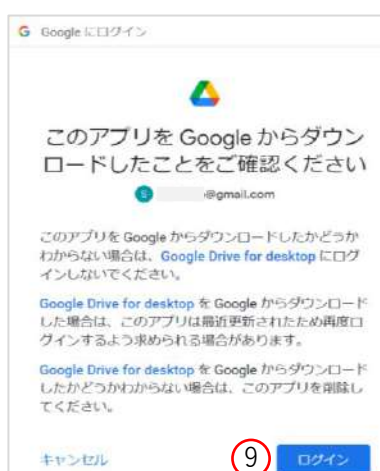 G Google にログイン
このアプリを Google からダウン
ロードしたことをご確認ください
S @gmail.com
このアプリを Google からダウンロードしたかどうか
わからない場合は、Google Drive for desktop にログ
インしないでください。
Google Drive for desktop を Google からダウンロード
した場合は、このアプリは最近更新されたため再度ロ
グインするよう求められる場合があります。
Google Drive for desktop を Google からダウンロード
したかどうかわからない場合は、このアプリを削除し
てください。
キャンセル 9 ログイン